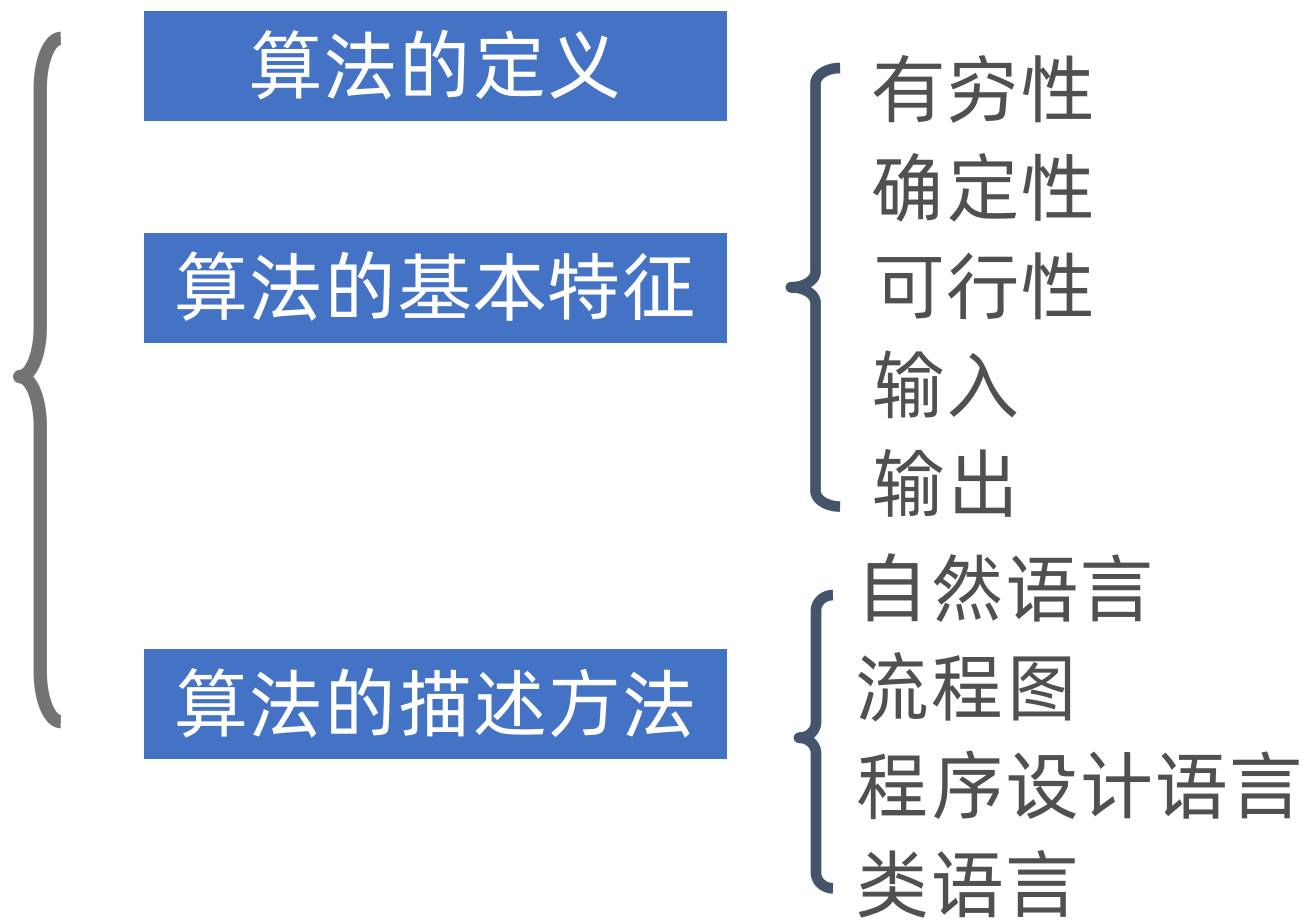 算法的定义
算法的基本特征
有穷性
确定性
可行性
输入
输出
算法的描述方法
自然语言
流程图
程序设计语言
类语言